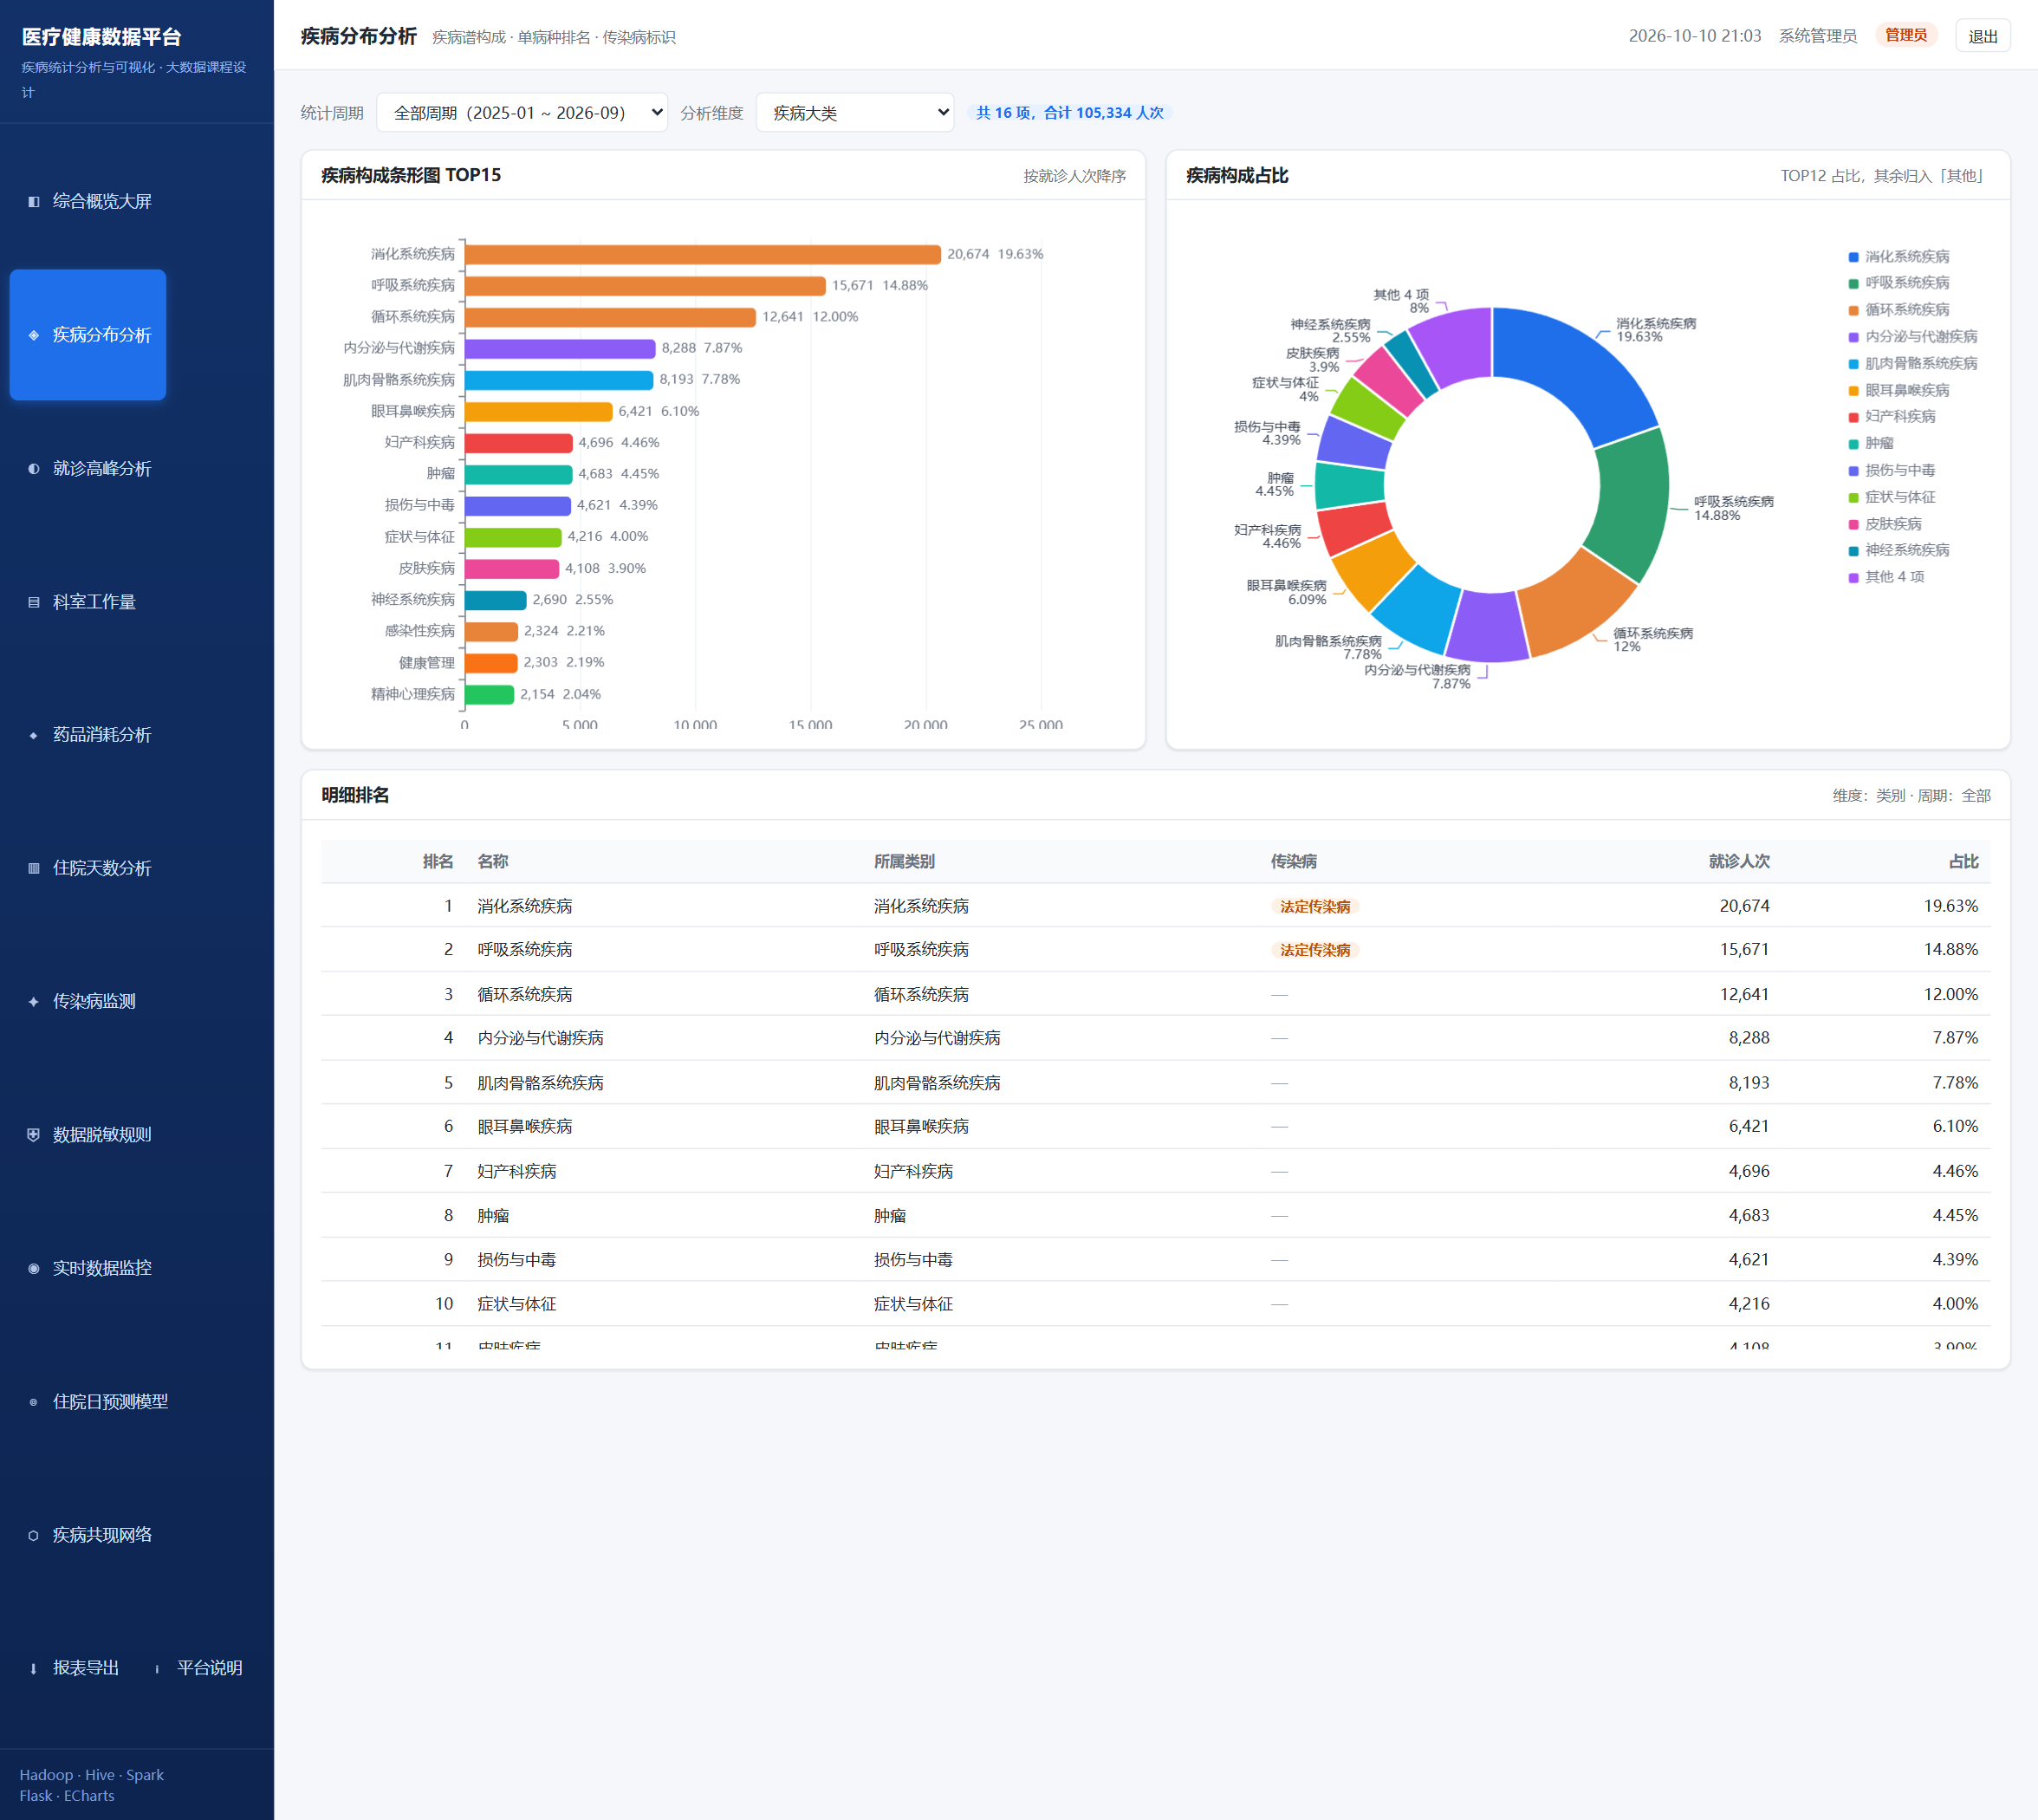 医疗健康数据平台
疾病统计分析与可视化 · 大数据课程设
计
综合概览大屏
疾病分布分析
就诊高峰分析
科室工作量
药品消耗分析
住院天数分析
传染病监测
数据脱敏规则
实时数据监控
住院日预测模型
疾病共现网络
报表导出 平台说明
Hadoop · Hive · Spark
Flask · ECharts
疾病分布分析 疾病谱构成 · 单病种排名 · 传染病标识
2026-10-10 21:03 系统管理员 管理员 退出
统计周期 全部周期（2025-01 ~ 2026-09） 分析维度 疾病大类 共 16 项，合计 105,334 人次
疾病构成条形图 TOP15 按就诊人次降序
消化系统疾病 20,674 19.63%
呼吸系统疾病 15,671 14.88%
循环系统疾病 12,641 12.00%
内分泌与代谢疾病 8,288 7.87%
肌肉骨骼系统疾病 8,193 7.78%
眼耳鼻喉疾病 6,421 6.10%
妇产科疾病 4,696 4.46%
肿瘤 4,683 4.45%
损伤与中毒 4,621 4.39%
症状与体征 4,216 4.00%
皮肤疾病 4,108 3.90%
神经系统疾病 2,690 2.55%
感染性疾病 2,324 2.21%
健康管理 2,303 2.19%
精神心理疾病 2,154 2.04%
0 5,000 10,000 15,000 20,000 25,000
疾病构成占比 TOP12 占比，其余归入「其他」
消化系统疾病
19.63%
呼吸系统疾病
14.88%
循环系统疾病
12%
内分泌与代谢疾病
7.87%
肌肉骨骼系统疾病
7.78%
眼耳鼻喉疾病
6.09%
妇产科疾病
4.46%
肿瘤
4.45%
损伤与中毒
4.39%
症状与体征
4%
皮肤疾病
3.9%
神经系统疾病
2.55%
其他 4 项
8%
消化系统疾病
呼吸系统疾病
循环系统疾病
内分泌与代谢疾病
肌肉骨骼系统疾病
眼耳鼻喉疾病
妇产科疾病
肿瘤
损伤与中毒
症状与体征
皮肤疾病
神经系统疾病
其他 4 项
明细排名 维度：类别 · 周期：全部
排名 名称 所属类别 传染病 就诊人次 占比
1 消化系统疾病 消化系统疾病 法定传染病 20,674 19.63%
2 呼吸系统疾病 呼吸系统疾病 法定传染病 15,671 14.88%
3 循环系统疾病 循环系统疾病 — 12,641 12.00%
4 内分泌与代谢疾病 内分泌与代谢疾病 — 8,288 7.87%
5 肌肉骨骼系统疾病 肌肉骨骼系统疾病 — 8,193 7.78%
6 眼耳鼻喉疾病 眼耳鼻喉疾病 — 6,421 6.10%
7 妇产科疾病 妇产科疾病 — 4,696 4.46%
8 肿瘤 肿瘤 — 4,683 4.45%
9 损伤与中毒 损伤与中毒 — 4,621 4.39%
10 症状与体征 症状与体征 — 4,216 4.00%
11 皮肤疾病 皮肤疾病 4,108 3.90%